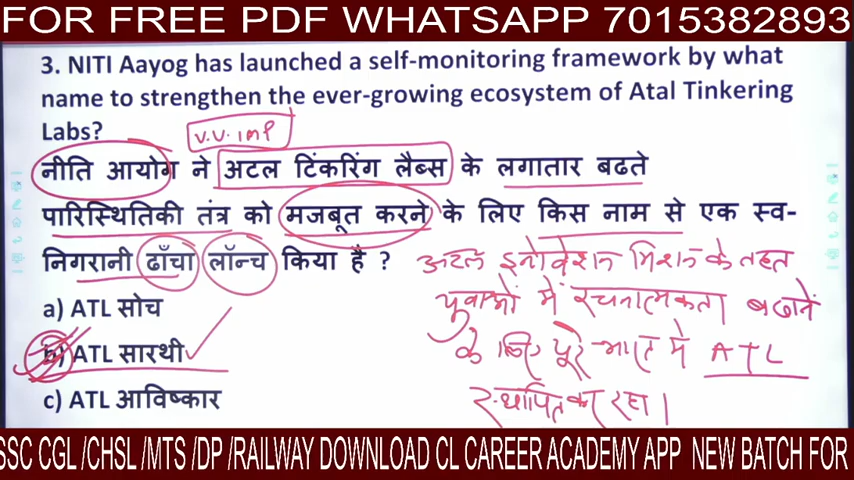 OR FREE PDF WHATSAPP 7015382893
3. NITI Aayog has launched a self-monitoring framework by what
name to strengthen the ever-growing ecosystem of Atal Tinkering
Labs?
v.v. imp
नीति आयोग ने अटल टिंकरिंग लैब्स के लगातार बढते
पारिस्थितिकी तंत्र को मजबूत करने के लिए किस नाम से एक स्व-
निगरानी ढाँचा लॉन्च किया है ?
अटल इनोवेशन मिशन के तहत
a) ATL सोच
युवाओं में रचनात्मकता बढाने
b) ATL सारथी
के लिए पूरे भारत में ATL
c) ATL आविष्कार
स्थापित कर रहा।
SSC CGL /CHSL /MTS /DP /RAILWAY DOWNLOAD CL CAREER ACADEMY APP NEW BATCH FOR